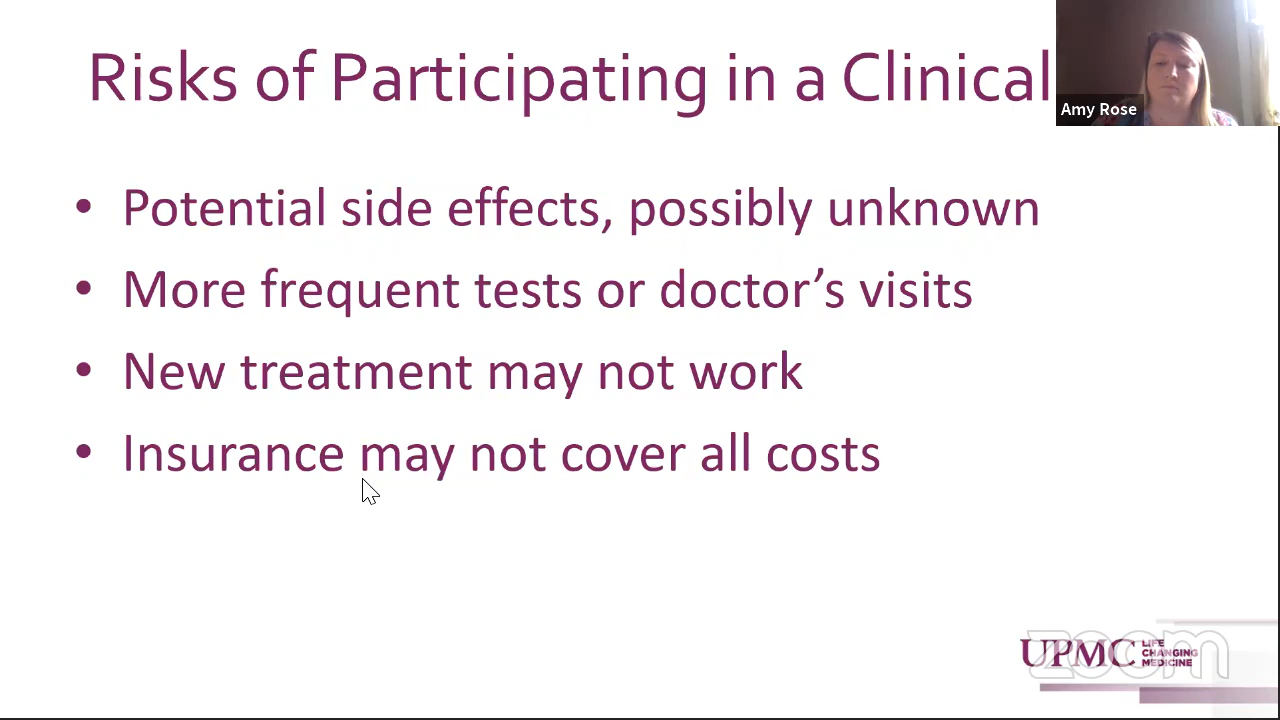 Risks of Participating in a Clinical
Amy Rose
• Potential side effects, possibly unknown
• More frequent tests or doctor’s visits
• New treatment may not work
• Insurance may not cover all costs
UPMC LIFE CHANGING MEDICINE
zoom